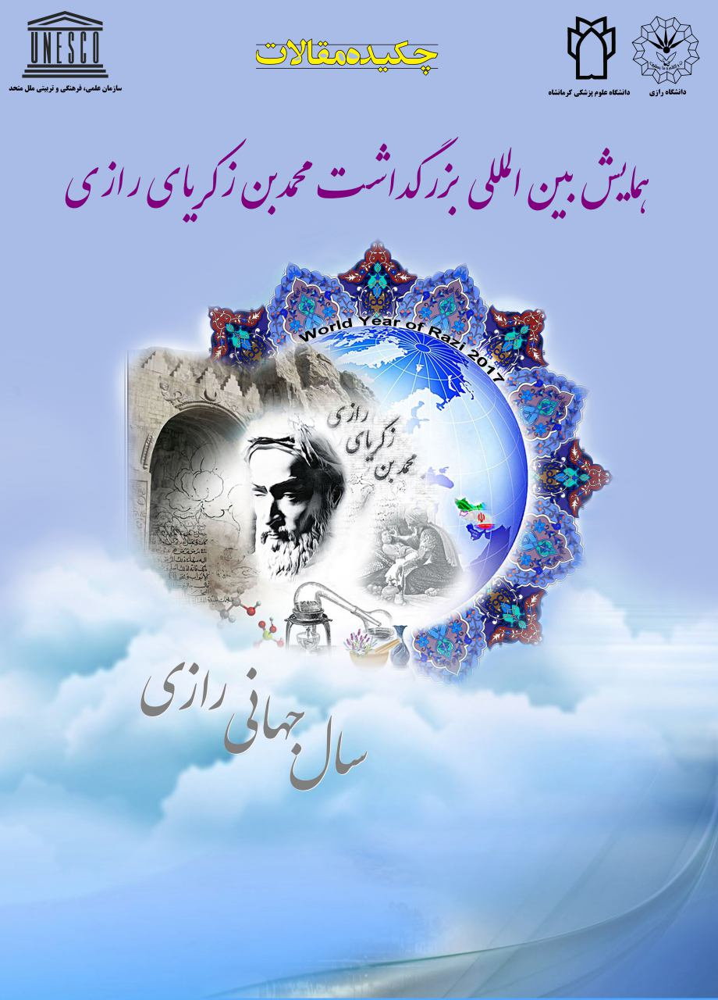 چکیده مقالات
UNESCO
سازمان علمی، فرهنگی و تربیتی ملل متحد
دانشگاه علوم پزشکی کرمانشاه
دانشگاه رازی
همایش بین المللی بزرگداشت محمدبن زکریای رازی
World Year of Razi 2017
محمدبن زکریای رازی
سال جهانی رازی